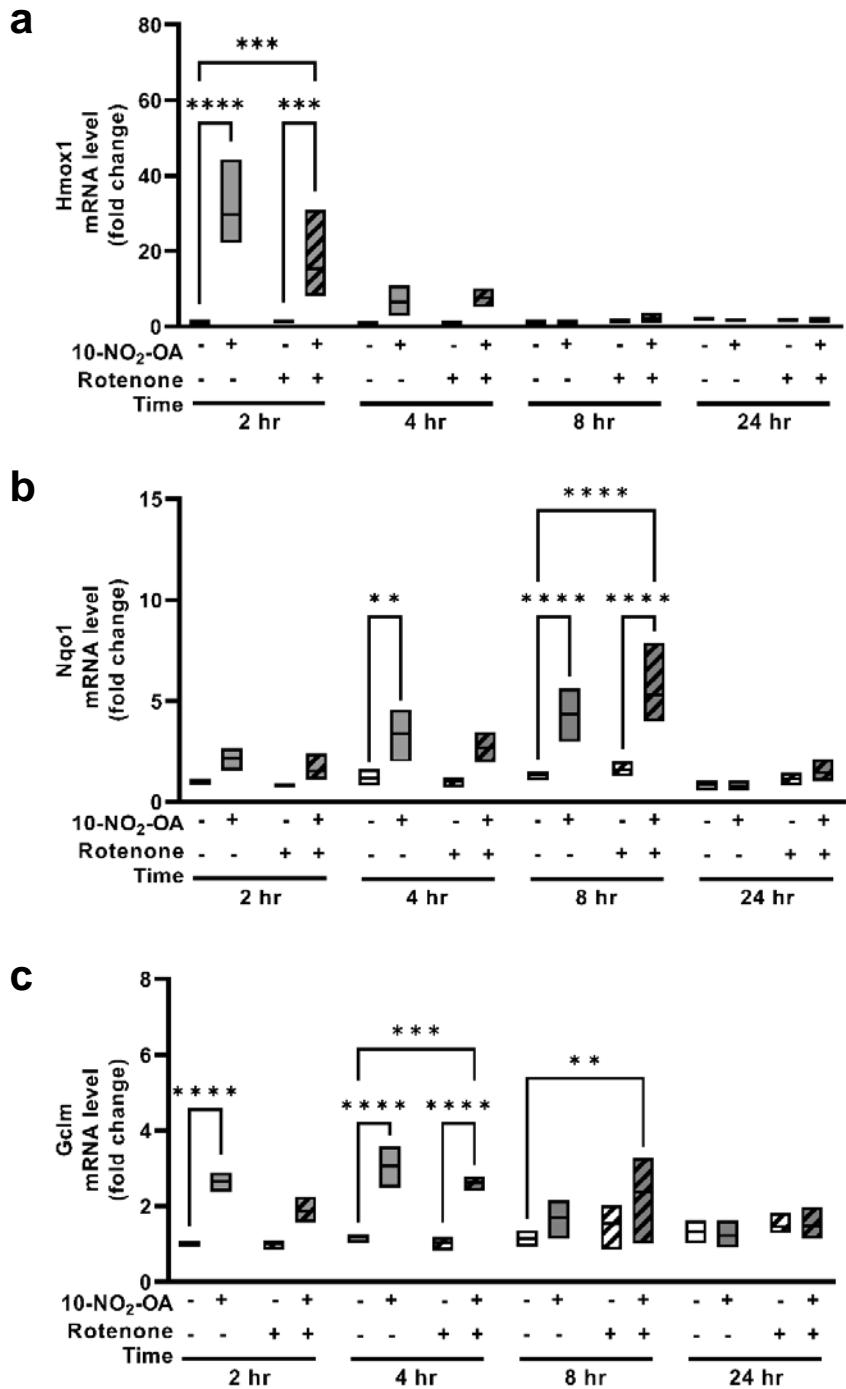 a
80
60
40
20
0
Hmox1
mRNA level
(fold change)
***
**** ***
10-NO₂-OA - + - + - + - + - + - + - + - +
Rotenone - - + + - - + + - - + + - - + +
Time
2 hr 4 hr 8 hr 24 hr
b
15
10
5
0
Nqo1
mRNA level
(fold change)
****
** **** ****
10-NO₂-OA - + - + - + - + - + - + - + - +
Rotenone - - + + - - + + - - + + - - + +
Time
2 hr 4 hr 8 hr 24 hr
c
8
6
4
2
0
Gclm
mRNA level
(fold change)
*** **
**** **** ****
10-NO₂-OA - + - + - + - + - + - + - + - +
Rotenone - - + + - - + + - - + + - - + +
Time
2 hr 4 hr 8 hr 24 hr